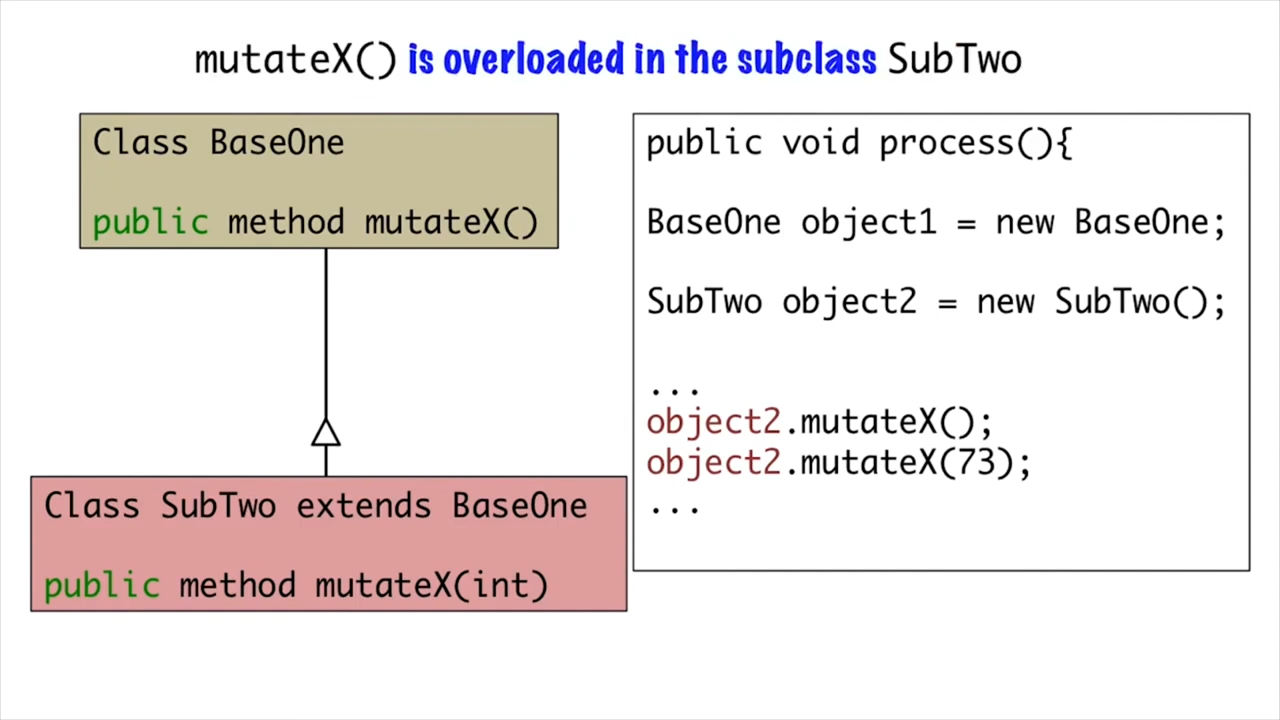 mutateX() is overloaded in the subclass SubTwo
Class BaseOne
public method mutateX()
Class SubTwo extends BaseOne
public method mutateX(int)
public void process(){
BaseOne object1 = new BaseOne;
SubTwo object2 = new SubTwo();
...
object2.mutateX();
object2.mutateX(73);
...